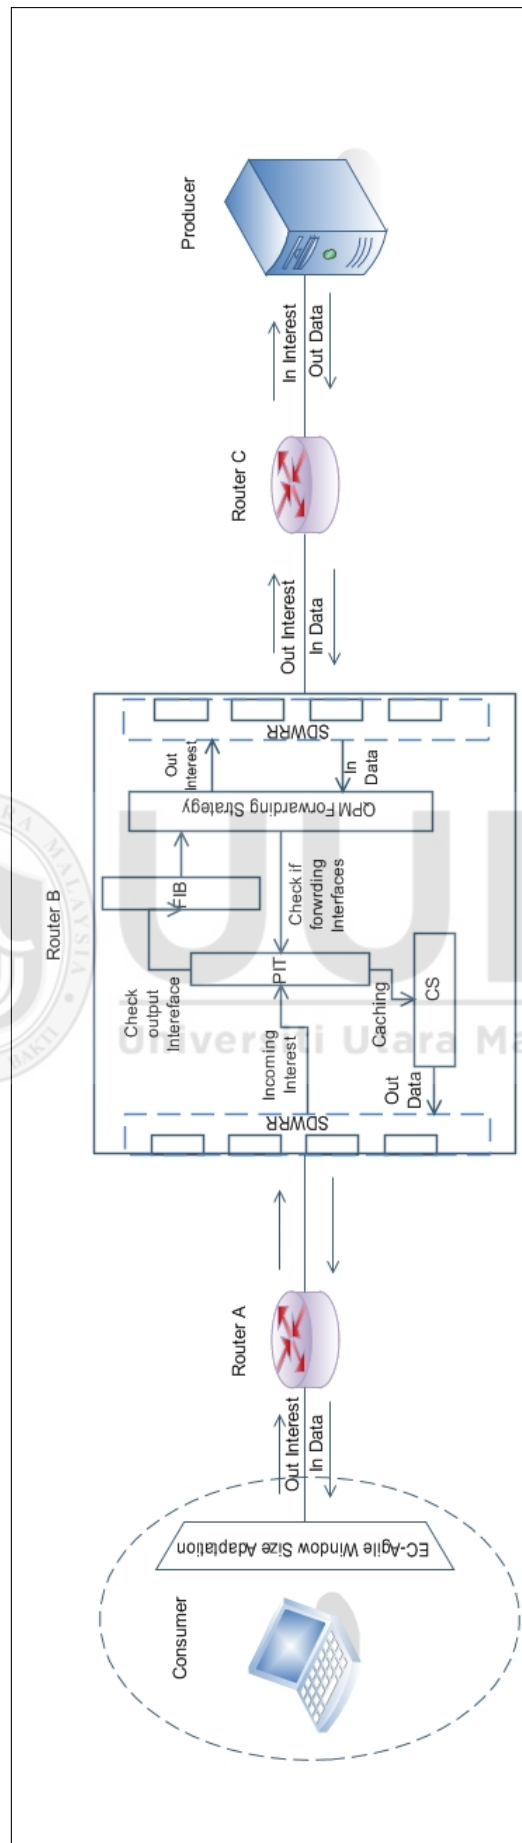 Consumer
EC-Agile Window Size Adaptation
Out Interest
In Data
Router A
Router B
SDWRR
Incoming
Interest
Check
output
Intereface
PIT
FIB
Caching
CS
Out
Data
Check if
forwrding
Interfaces
QPM Forwarding Strategy
Out
Interest
In
Data
SDWRR
Out Interest
In Data
Router C
In Interest
Out Data
Producer
UU
Universiti Utara Ma